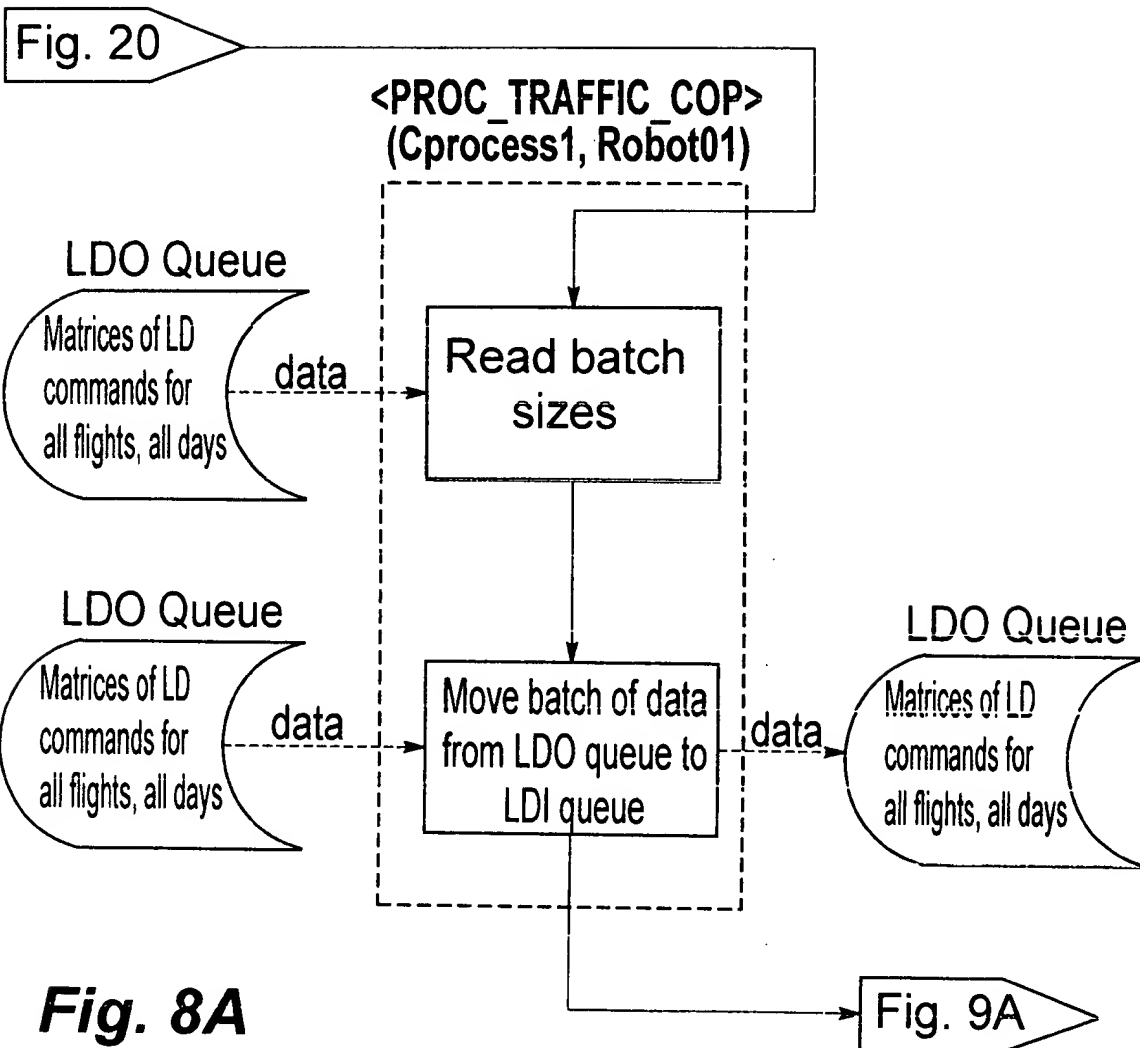 Fig. 20
<PROC_TRAFFIC_COP>
(Cprocess1, Robot01)
LDO Queue
Matrices of LD
commands for
all flights, all days
data
Read batch
sizes
LDO Queue
Matrices of LD
commands for
all flights, all days
data
Move batch of data
from LDO queue to
LDI queue
data
LDO Queue
Matrices of LD
commands for
all flights, all days
Fig. 8A
Fig. 9A